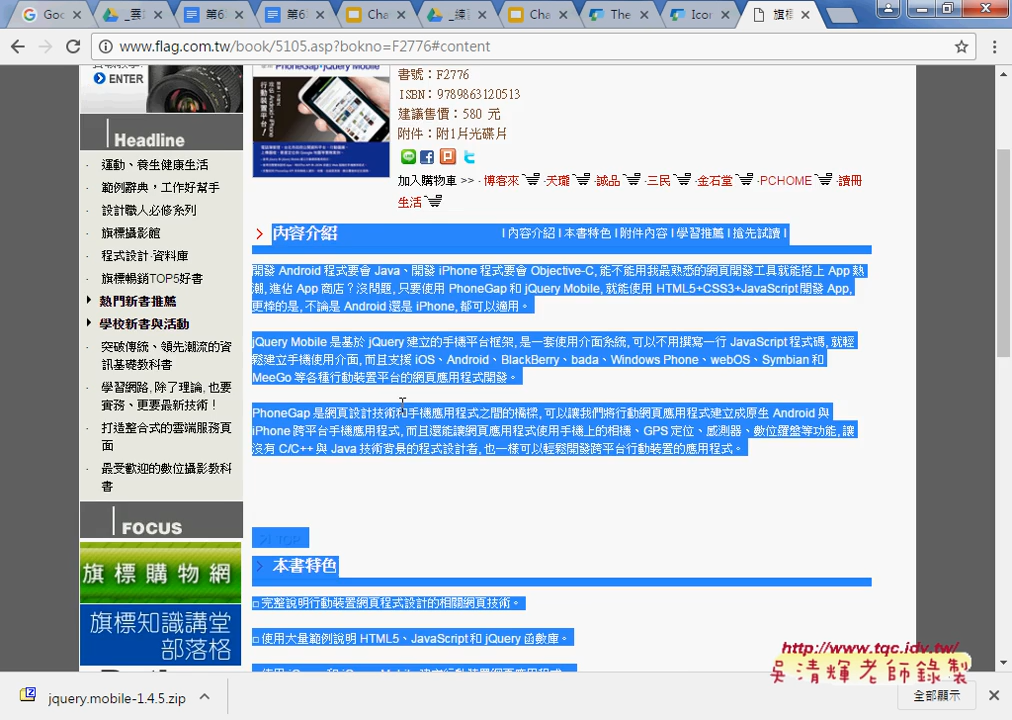 Goo
_雲
第6
第6
Cha
_練
Cha
The
Icon
旗標
www.flag.com.tw/book/5105.asp?bokno=F2776#content
ENTER
PhoneGap+jQuery Mobile
Headline
運動、養生健康生活
範例辭典，工作好幫手
設計職人必修系列
旗標攝影館
程式設計‧資料庫
旗標暢銷TOP5好書
熱門新書推薦
學校新書與活動
突破傳統、領先潮流的資
訊基礎教科書
學習網路, 除了理論, 也要
實務、更要最新技術！
打造整合式的雲端服務頁
面
最受歡迎的數位攝影教科
書
FOCUS
旗標購物網
旗標知識講堂
部落格
書號：F2776
ISBN：9789863120513
建議售價：580 元
附件：附1片光碟片
加入購物車 >> ‧博客來 ‧天瓏 ‧誠品 ‧三民 ‧金石堂 ‧PCHOME ‧讀冊
生活
內容介紹
| 內容介紹 | 本書特色 | 附件內容 | 學習推薦 | 搶先試讀 |
開發 Android 程式要會 Java、開發 iPhone 程式要會 Objective-C, 能不能用我最熟悉的網頁開發工具就能搭上 App 熱
潮, 進佔 App 商店？沒問題, 只要使用 PhoneGap 和 jQuery Mobile, 就能使用 HTML5+CSS3+JavaScript 開發 App,
更棒的是, 不論是 Android 還是 iPhone, 都可以適用。
jQuery Mobile 是基於 jQuery 建立的手機平台框架, 是一套使用介面系統, 可以不用撰寫一行 JavaScript 程式碼, 就輕
鬆建立手機使用介面, 而且支援 iOS、Android、BlackBerry、bada、Windows Phone、webOS、Symbian 和
MeeGo 等各種行動裝置平台的網頁應用程式開發。
PhoneGap 是網頁設計技術和手機應用程式之間的橋樑, 可以讓我們將行動網頁應用程式建立成原生 Android 與
iPhone 跨平台手機應用程式, 而且還能讓網頁應用程式使用手機上的相機、GPS 定位、感測器、數位羅盤等功能, 讓
沒有 C/C++ 與 Java 技術背景的程式設計者, 也一樣可以輕鬆開發跨平台行動裝置的應用程式。
TOP
本書特色
□ 完整說明行動裝置網頁程式設計的相關網頁技術。
□ 使用大量範例說明 HTML5、JavaScript 和 jQuery 函數庫。
http://www.tqc.idv.tw/
吳清輝老師錄製
jquery.mobile-1.4.5.zip
全部顯示